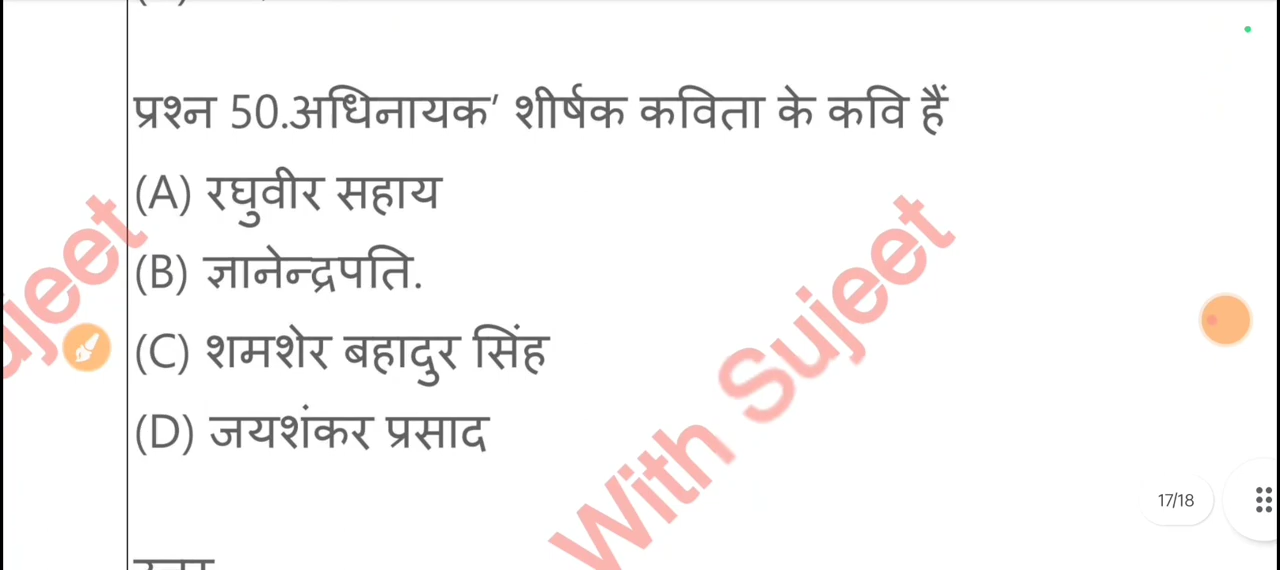 प्रश्न 50.अधिनायक’ शीर्षक कविता के कवि हैं
(A) रघुवीर सहाय
(B) ज्ञानेन्द्रपति.
(C) शमशेर बहादुर सिंह
(D) जयशंकर प्रसाद
With Sujeet
ujeet
17/18